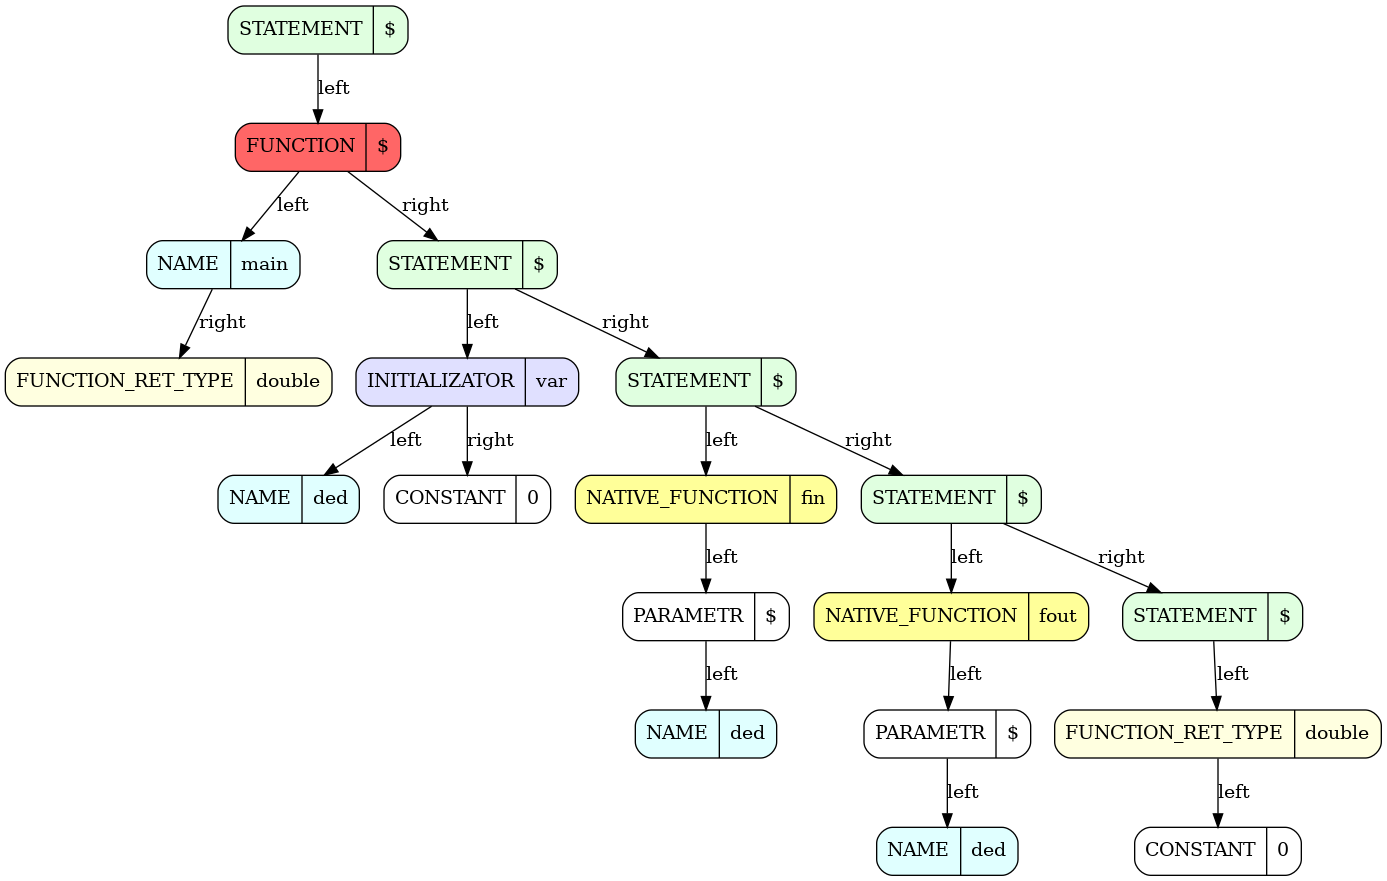 STATEMENT $
left
FUNCTION $
left right
NAME main STATEMENT $
right left right
FUNCTION_RET_TYPE double INITIALIZATOR var STATEMENT $
left right left right
NAME ded CONSTANT 0 NATIVE_FUNCTION fin STATEMENT $
left left right
PARAMETR $ NATIVE_FUNCTION fout STATEMENT $
left left left
NAME ded PARAMETR $ FUNCTION_RET_TYPE double
left left
NAME ded CONSTANT 0